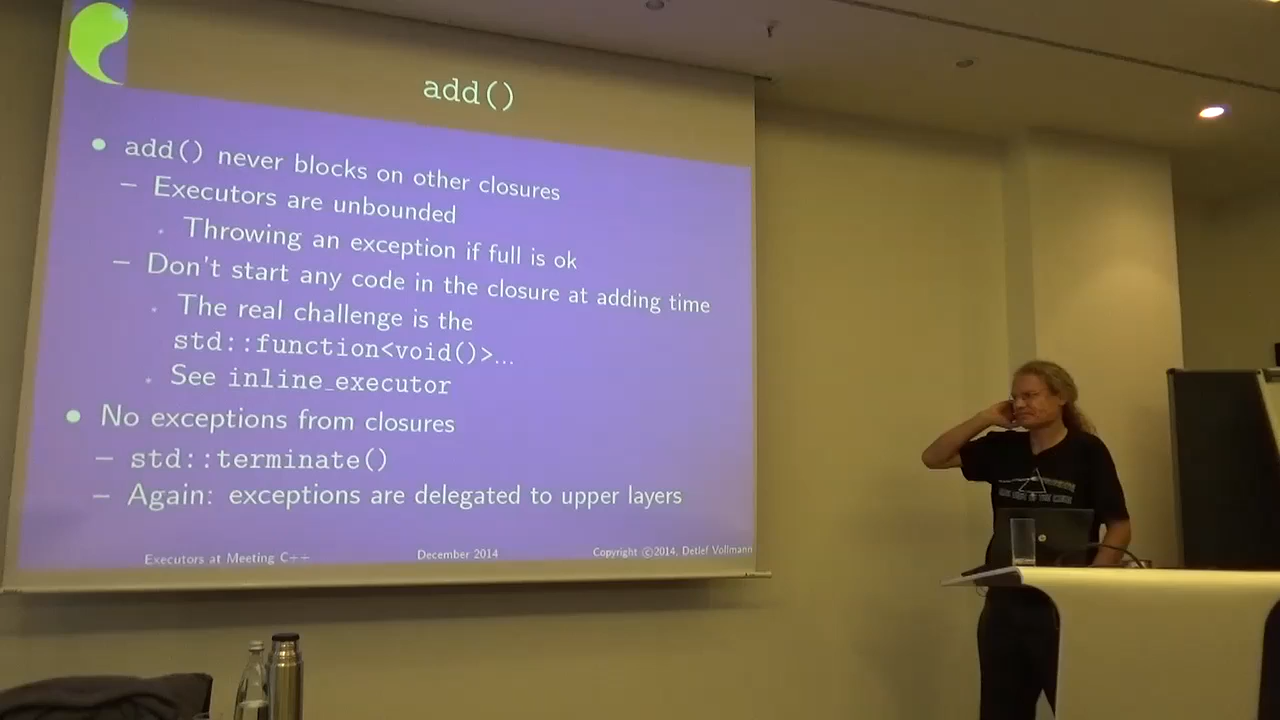 add()
• add() never blocks on other closures
– Executors are unbounded
• Throwing an exception if full is ok
– Don't start any code in the closure at adding time
• The real challenge is the
std::function<void()>...
• See inline_executor
• No exceptions from closures
– std::terminate()
– Again: exceptions are delegated to upper layers
Executors at Meeting C++ December 2014 Copyright ©2014, Detlef Vollmann